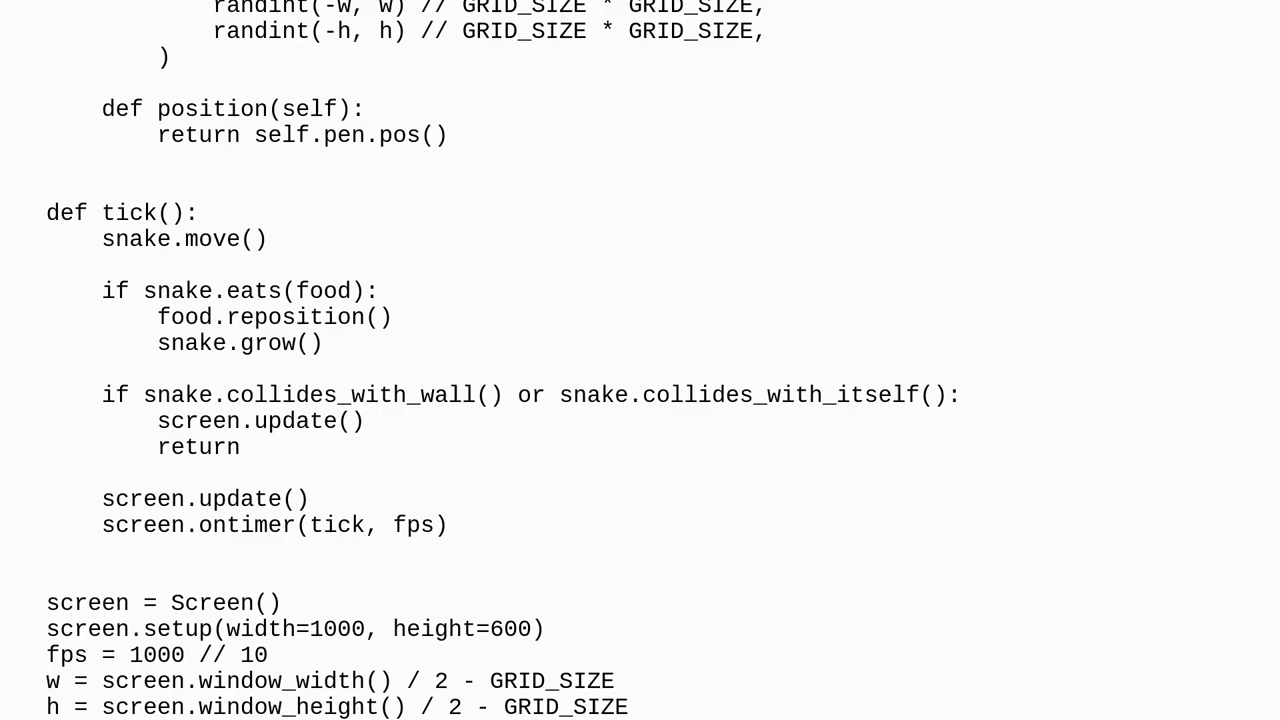 randint(-w, w) // GRID_SIZE * GRID_SIZE,
randint(-h, h) // GRID_SIZE * GRID_SIZE,
)
def position(self):
return self.pen.pos()
def tick():
snake.move()
if snake.eats(food):
food.reposition()
snake.grow()
if snake.collides_with_wall() or snake.collides_with_itself():
screen.update()
return
screen.update()
screen.ontimer(tick, fps)
screen = Screen()
screen.setup(width=1000, height=600)
fps = 1000 // 10
w = screen.window_width() / 2 - GRID_SIZE
h = screen.window_height() / 2 - GRID_SIZE